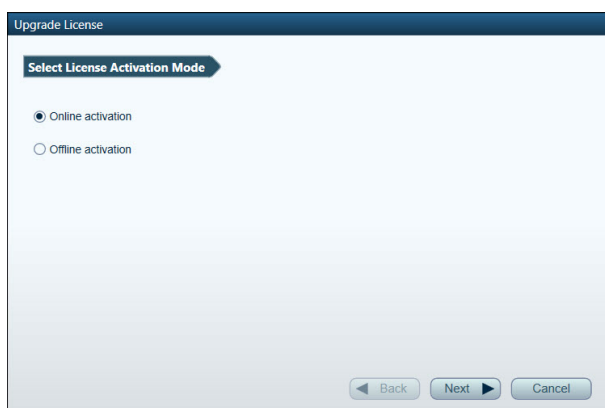 Upgrade License
Select License Activation Mode
Online activation
Offline activation
Back Next Cancel